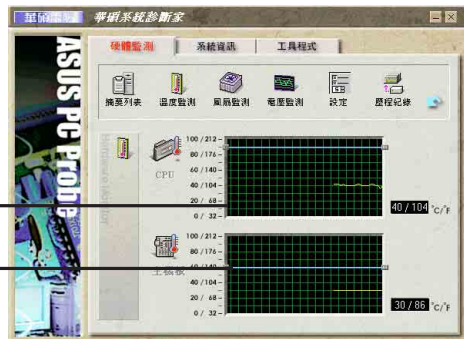 華碩電腦 華碩系統診斷家
ASUS PC Probe
硬體監測 系統資訊 工具程式
摘要列表 溫度監測 風扇監測 電壓監測 設定 歷程紀錄
Hardware Monitor
CPU
100 / 212
80 / 176
60 / 140
40 / 104
20 / 68
0 / 32
40 / 104 °C/°F
主機板
100 / 212
80 / 176
60 / 140
40 / 104
20 / 68
0 / 32
30 / 86 °C/°F